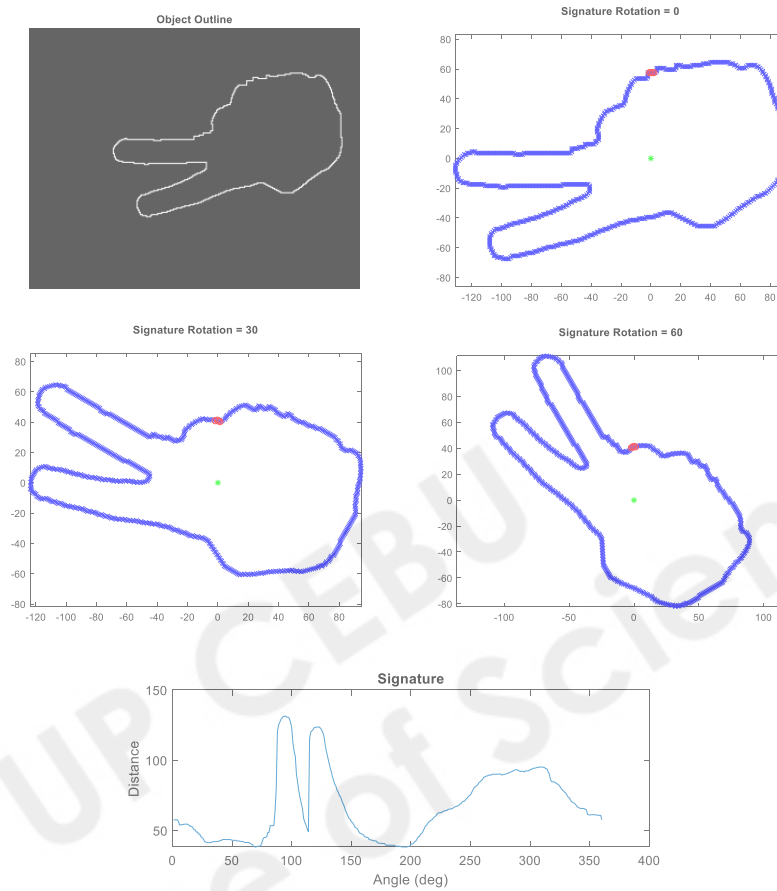 Object Outline
Signature Rotation = 0
80
60
40
20
0
-20
-40
-60
-80
-120 -100 -80 -60 -40 -20 0 20 40 60 80
Signature Rotation = 30
80
60
40
20
0
-20
-40
-60
-80
-120 -100 -80 -60 -40 -20 0 20 40 60 80
Signature Rotation = 60
100
80
60
40
20
0
-20
-40
-60
-80
-100 -50 0 50 100
Signature
150
100
50
Distance
0 50 100 150 200 250 300 350 400
Angle (deg)
UP CEBU
e of Scien